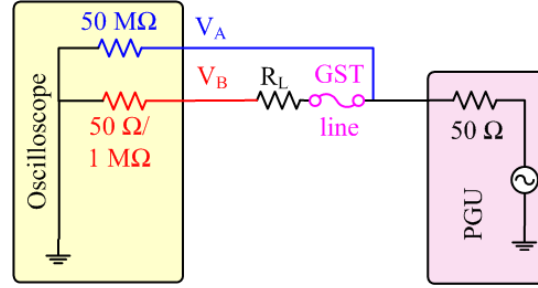 50 MΩ
V_A
Oscilloscope
V_B
R_L
GST
line
50 Ω/
1 MΩ
50 Ω
PGU